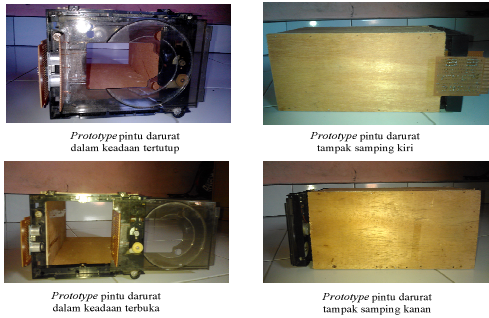 Prototype pintu darurat
dalam keadaan tertutup
Prototype pintu darurat
tampak samping kiri
Prototype pintu darurat
dalam keadaan terbuka
Prototype pintu darurat
tampak samping kanan